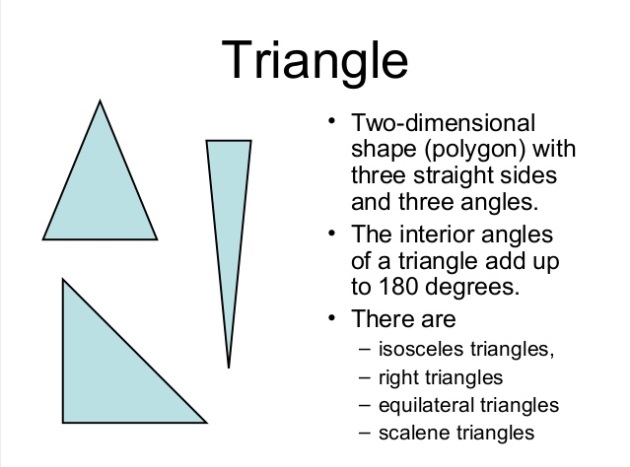 Triangle
• Two-dimensional
shape (polygon) with
three straight sides
and three angles.
• The interior angles
of a triangle add up
to 180 degrees.
• There are
– isosceles triangles,
– right triangles
– equilateral triangles
– scalene triangles